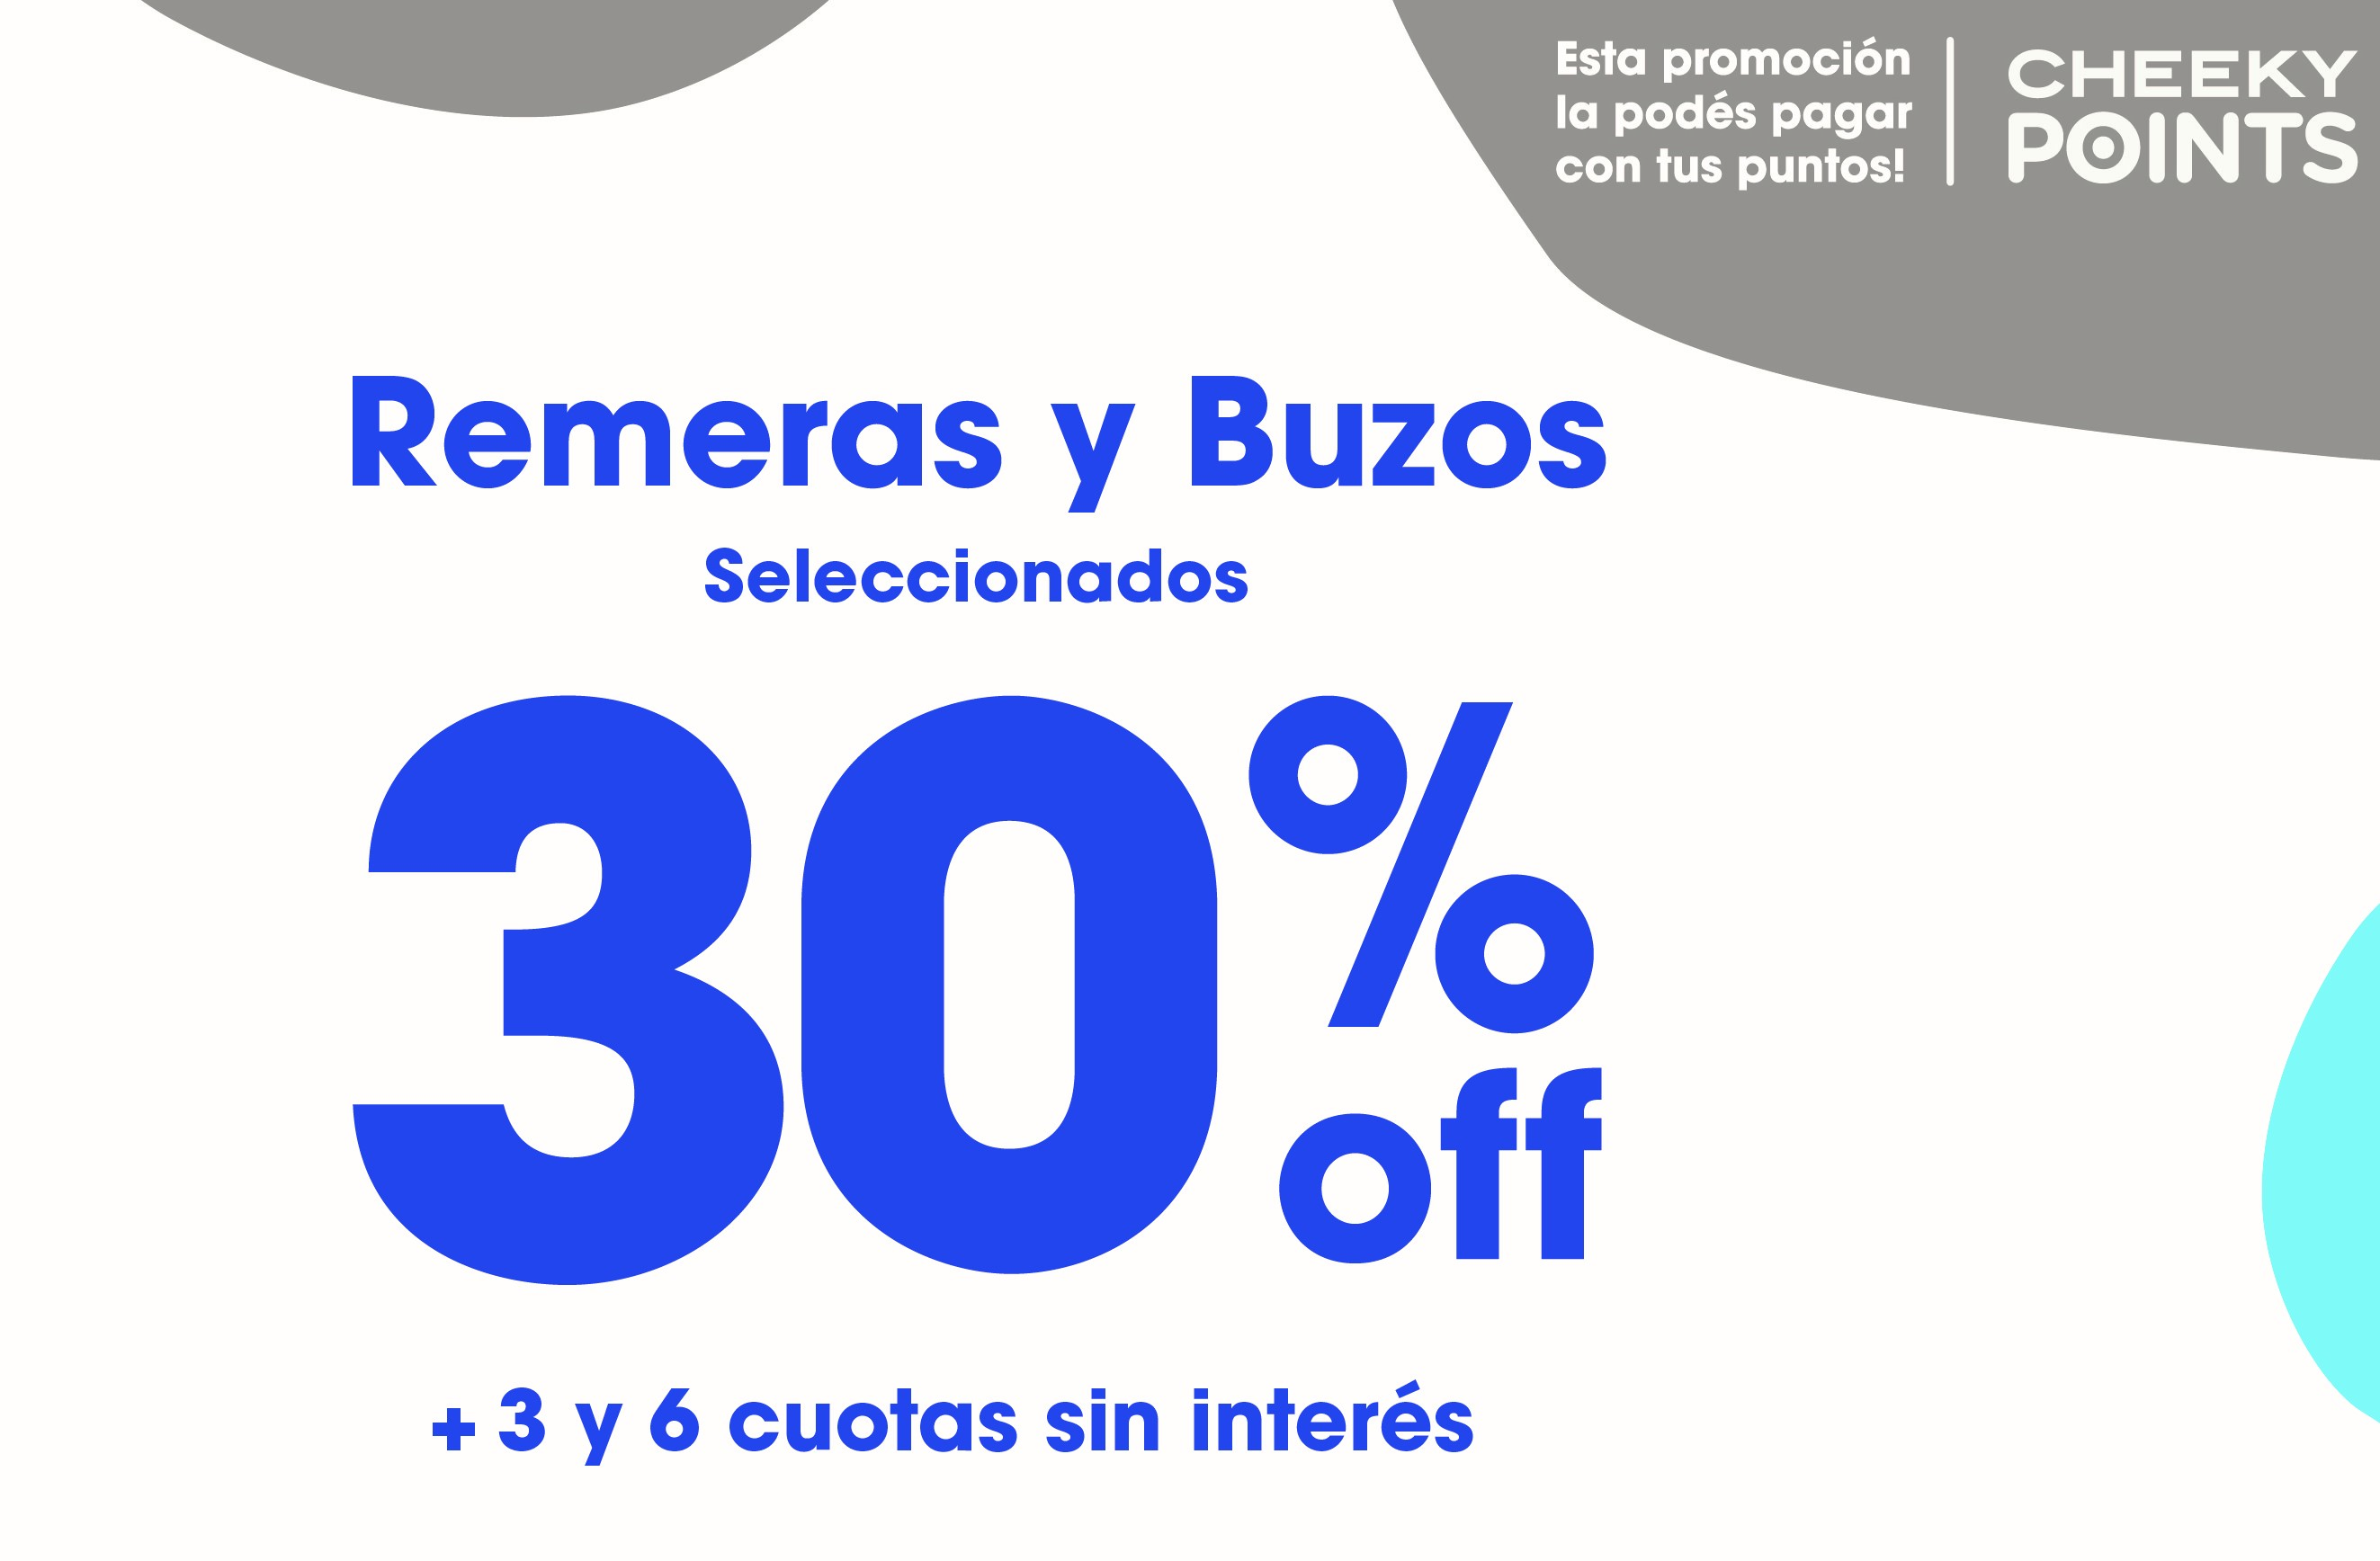 Esta promoción
la podés pagar
con tus puntos!
CHEEKY
POINTS
Remeras y Buzos
Seleccionados
30%
off
+ 3 y 6 cuotas sin interés